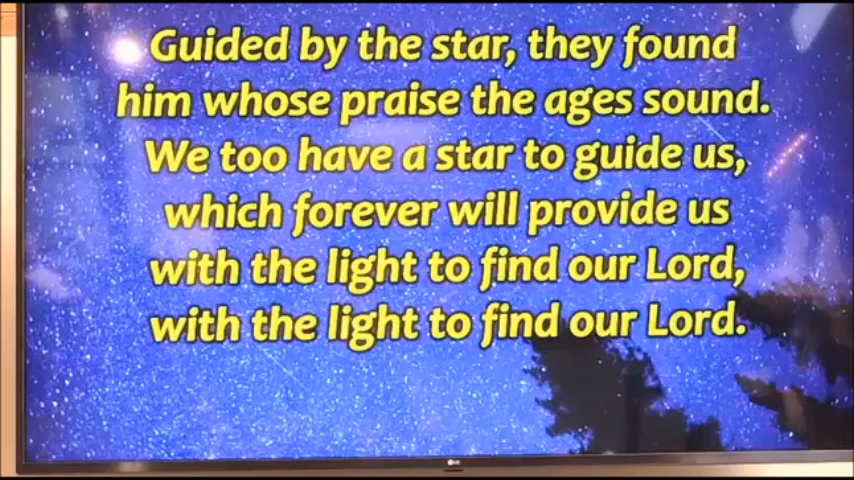 Guided by the star, they found
him whose praise the ages sound.
We too have a star to guide us,
which forever will provide us
with the light to find our Lord,
with the light to find our Lord.
LG